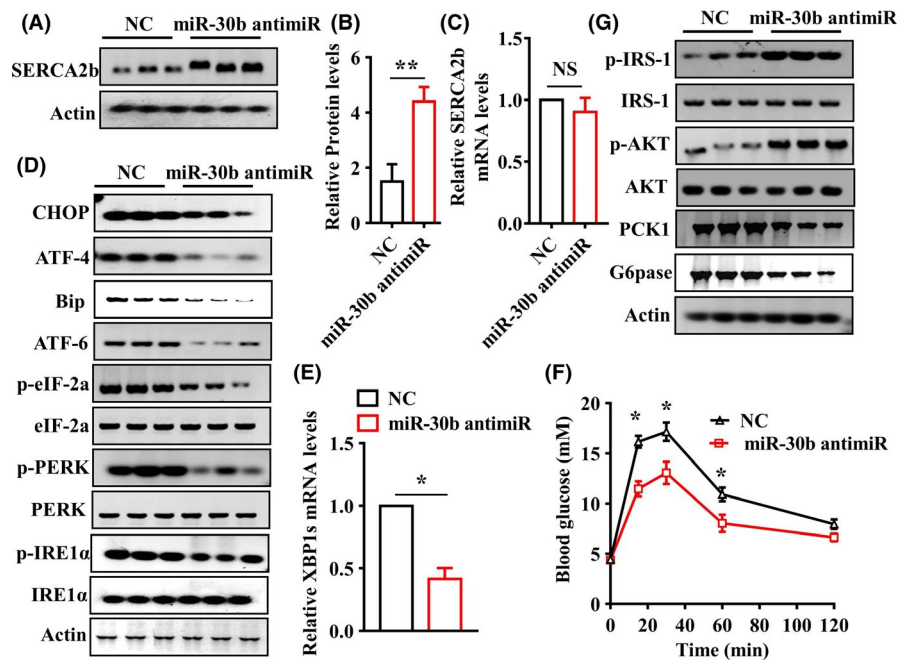 (A)
NC
miR-30b antimiR
SERCA2b
Actin
(B)
Relative Protein levels
6
4
2
0
**
NC
miR-30b antimiR
(C)
Relative SERCA2b
mRNA levels
1.5
1.0
0.5
0.0
NS
NC
miR-30b antimiR
(D)
NC
miR-30b antimiR
CHOP
ATF-4
Bip
ATF-6
p-eIF-2a
eIF-2a
p-PERK
PERK
p-IRE1α
IRE1α
Actin
(E)
NC
miR-30b antimiR
Relative XBP1s mRNA levels
1.5
1.0
0.5
0.0
*
(F)
Blood glucose (mM)
20
15
10
5
0
* *
*
NC
miR-30b antimiR
0 20 40 60 80 100 120
Time (min)
(G)
NC
miR-30b antimiR
p-IRS-1
IRS-1
p-AKT
AKT
PCK1
G6pase
Actin